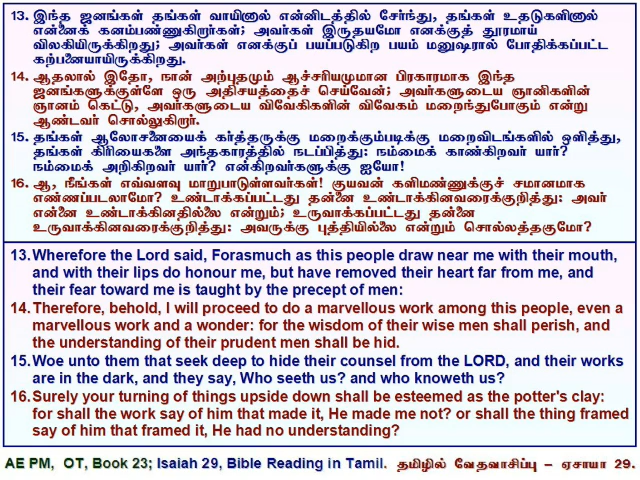 13. இந்த ஜனங்கள் தங்கள் வாயினால் என்னிடத்தில் சேர்ந்து, தங்கள் உதடுகளினால்
என்னைக் கனம்பண்ணுகிறார்கள்; அவர்கள் இருதயமோ எனக்குத் தூரமாய்
விலகியிருக்கிறது; அவர்கள் எனக்குப் பயப்படுகிற பயம் மனுஷரால் போதிக்கப்பட்ட
கற்பனையாயிருக்கிறது.
14. ஆதலால் இதோ, நான் அற்புதமும் ஆச்சரியமுமான பிரகாரமாக இந்த
ஜனங்களுக்குள்ளே ஒரு அதிசயத்தைச் செய்வேன்; அவர்களுடைய ஞானிகளின்
ஞானம் கெட்டு, அவர்களுடைய விவேகிகளின் விவேகம் மறைந்துபோகும் என்று
ஆண்டவர் சொல்லுகிறார்.
15. தங்கள் ஆலோசனையைக் கர்த்தருக்கு மறைக்கும்படிக்கு மறைவிடங்களில் ஒளித்து,
தங்கள் கிரியைகளை அந்தகாரத்தில் நடப்பித்து: நம்மைக் காண்கிறவர் யார்?
நம்மைக் அறிகிறவர் யார்? என்கிறவர்களுக்கு ஐயோ!
16. ஆ, நீங்கள் எவ்வளவு மாறுபாடுள்ளவர்கள்! குயவன் களிமண்ணுக்குச் சமானமாக
எண்ணப்படலாமோ? உண்டாக்கப்பட்டது தன்னை உண்டாக்கினவரைக்குறித்து: அவர்
என்னை உண்டாக்கினதில்லை என்றும்; உருவாக்கப்பட்டது தன்னை
உருவாக்கினவரைக்குறித்து: அவருக்கு புத்தியில்லை என்றும் சொல்லத்தகுமோ?
13. Wherefore the Lord said, Forasmuch as this people draw near me with their mouth,
and with their lips do honour me, but have removed their heart far from me, and
their fear toward me is taught by the precept of men:
14. Therefore, behold, I will proceed to do a marvellous work among this people, even a
marvellous work and a wonder: for the wisdom of their wise men shall perish, and
the understanding of their prudent men shall be hid.
15. Woe unto them that seek deep to hide their counsel from the LORD, and their works
are in the dark, and they say, Who seeth us? and who knoweth us?
16. Surely your turning of things upside down shall be esteemed as the potter's clay:
for shall the work say of him that made it, He made me not? or shall the thing framed
say of him that framed it, He had no understanding?
AE PM, OT, Book 23; Isaiah 29, Bible Reading in Tamil. தமிழில் வேதவாசிப்பு – ஏசாயா 29.